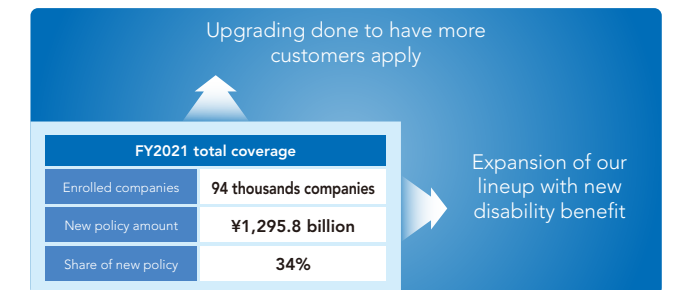 Upgrading done to have more
customers apply
FY2021 total coverage
Enrolled companies 94 thousands companies
New policy amount ¥1,295.8 billion
Share of new policy 34%
Expansion of our
lineup with new
disability benefit